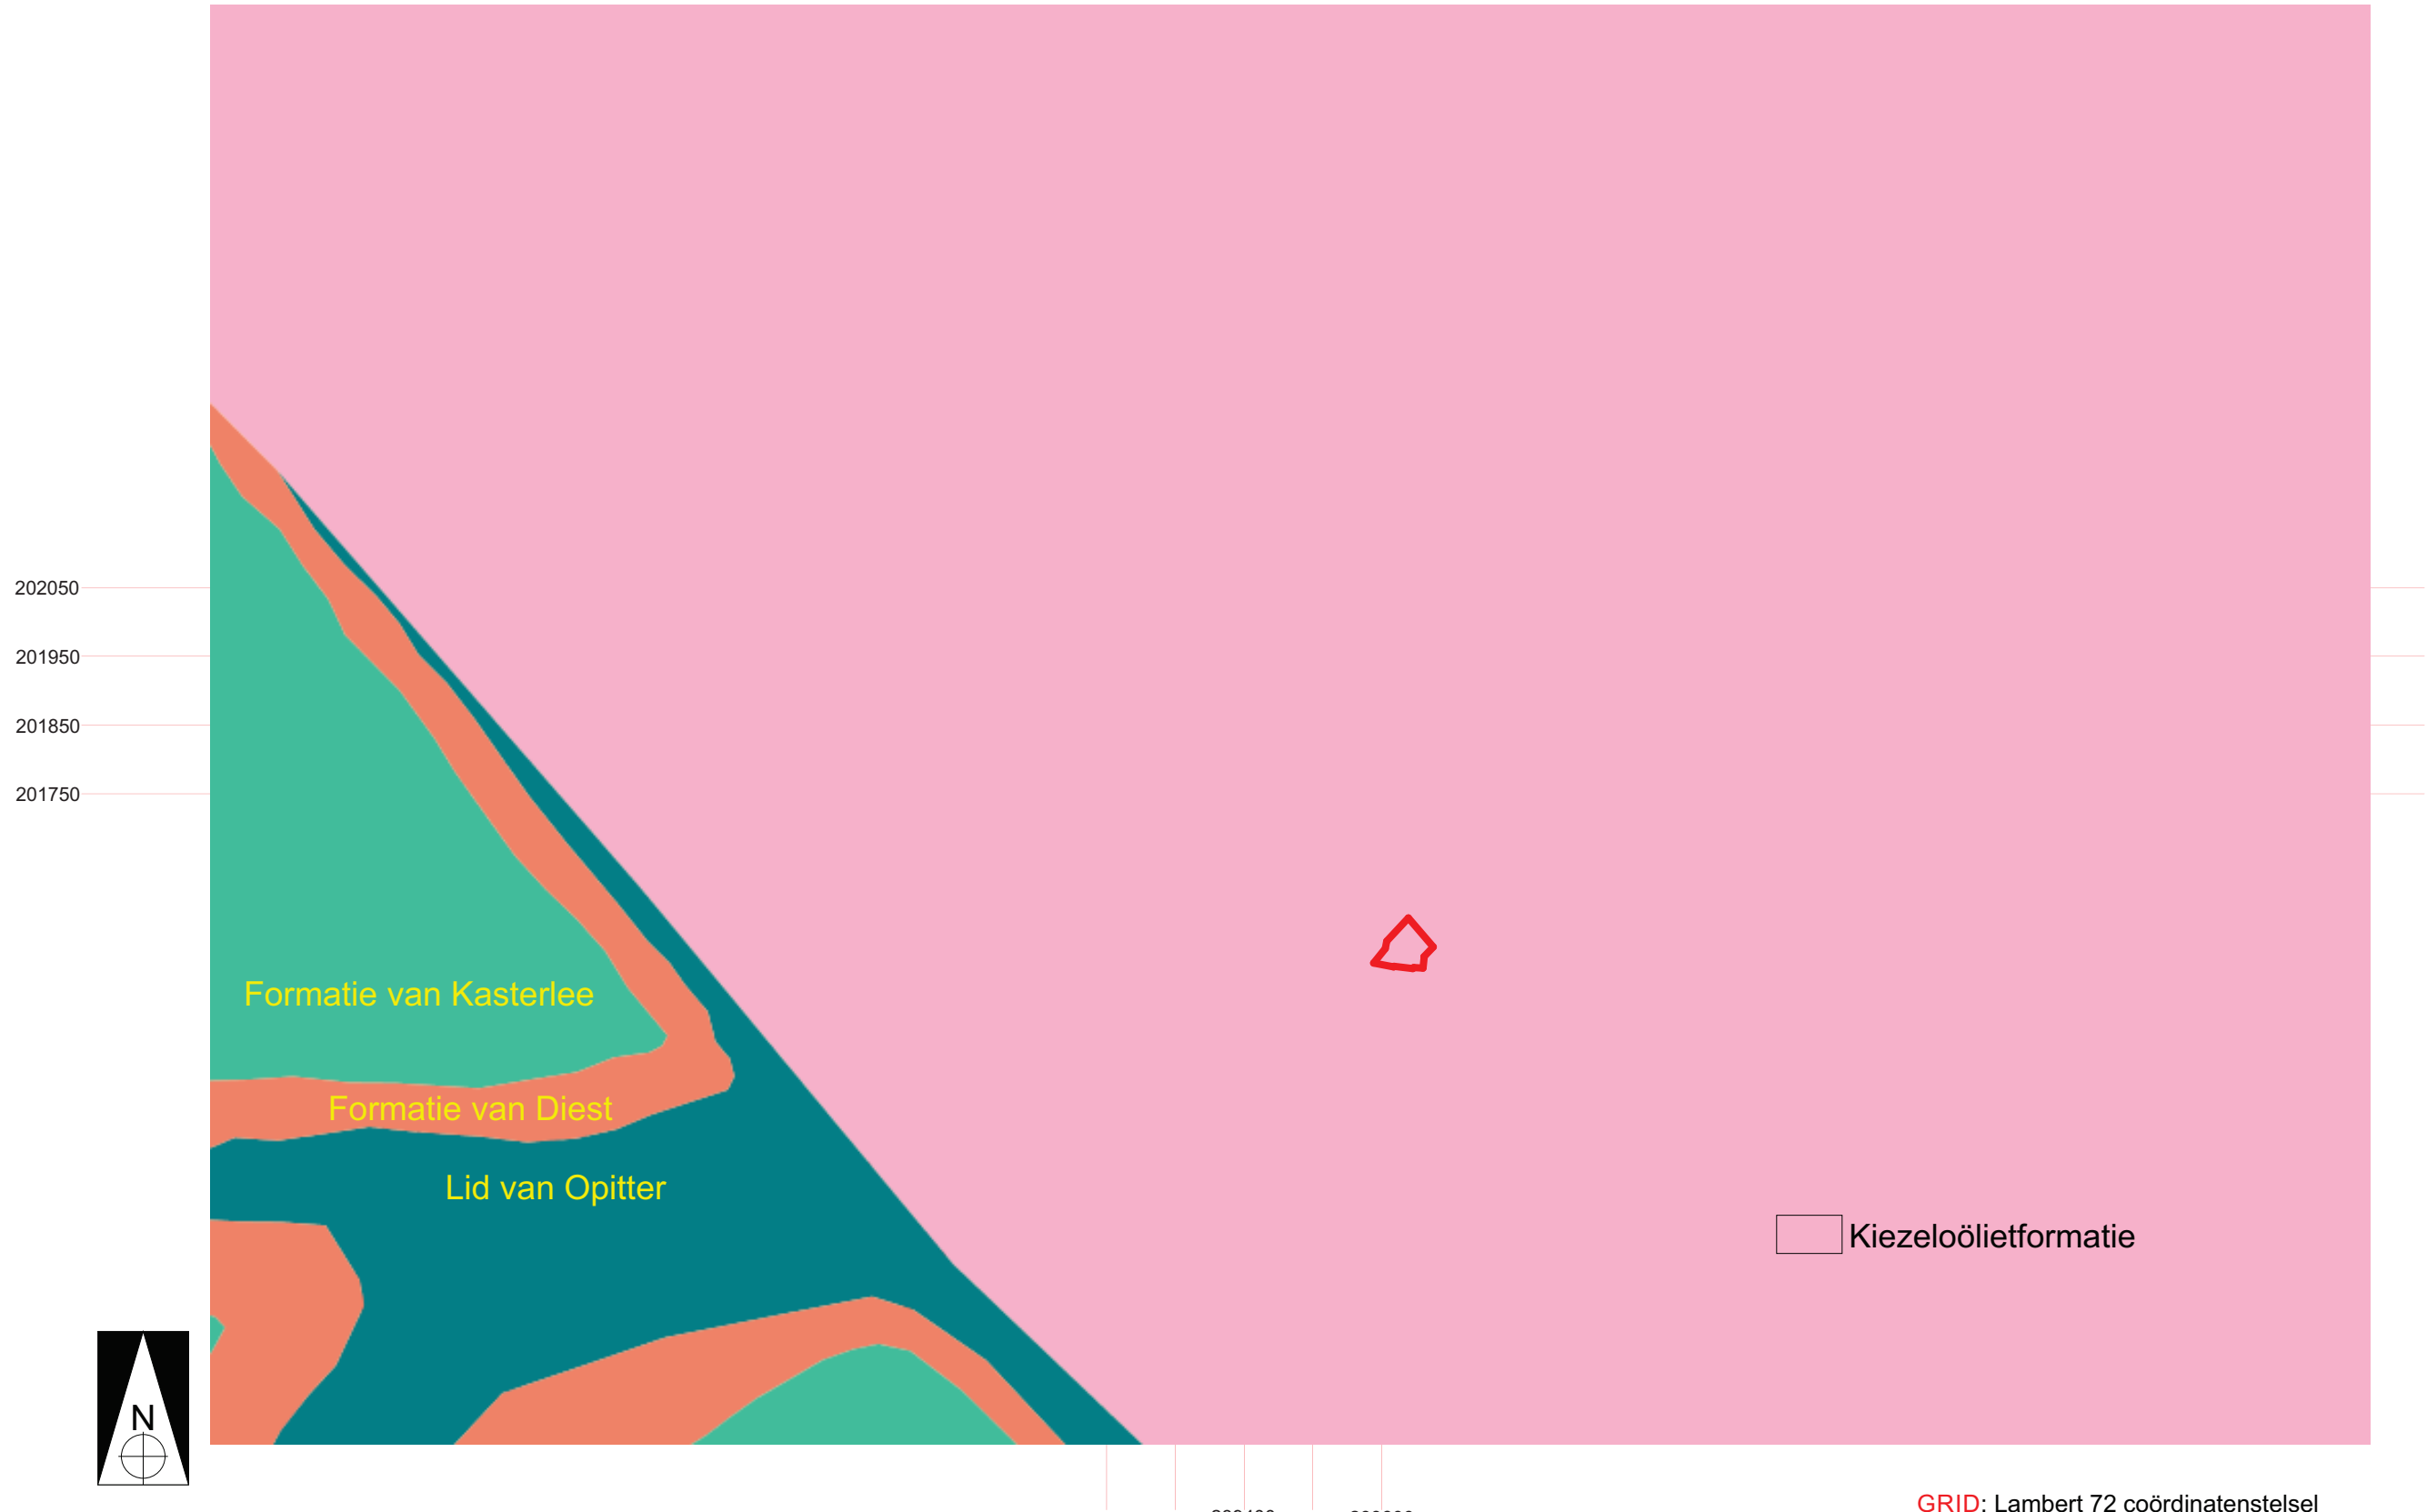 202050
201950
201850
201750
Formatie van Kasterlee
Formatie van Diest
Lid van Opitter
Kiezeloölietformatie
N
GRID: Lambert 72 coördinatenstelsel